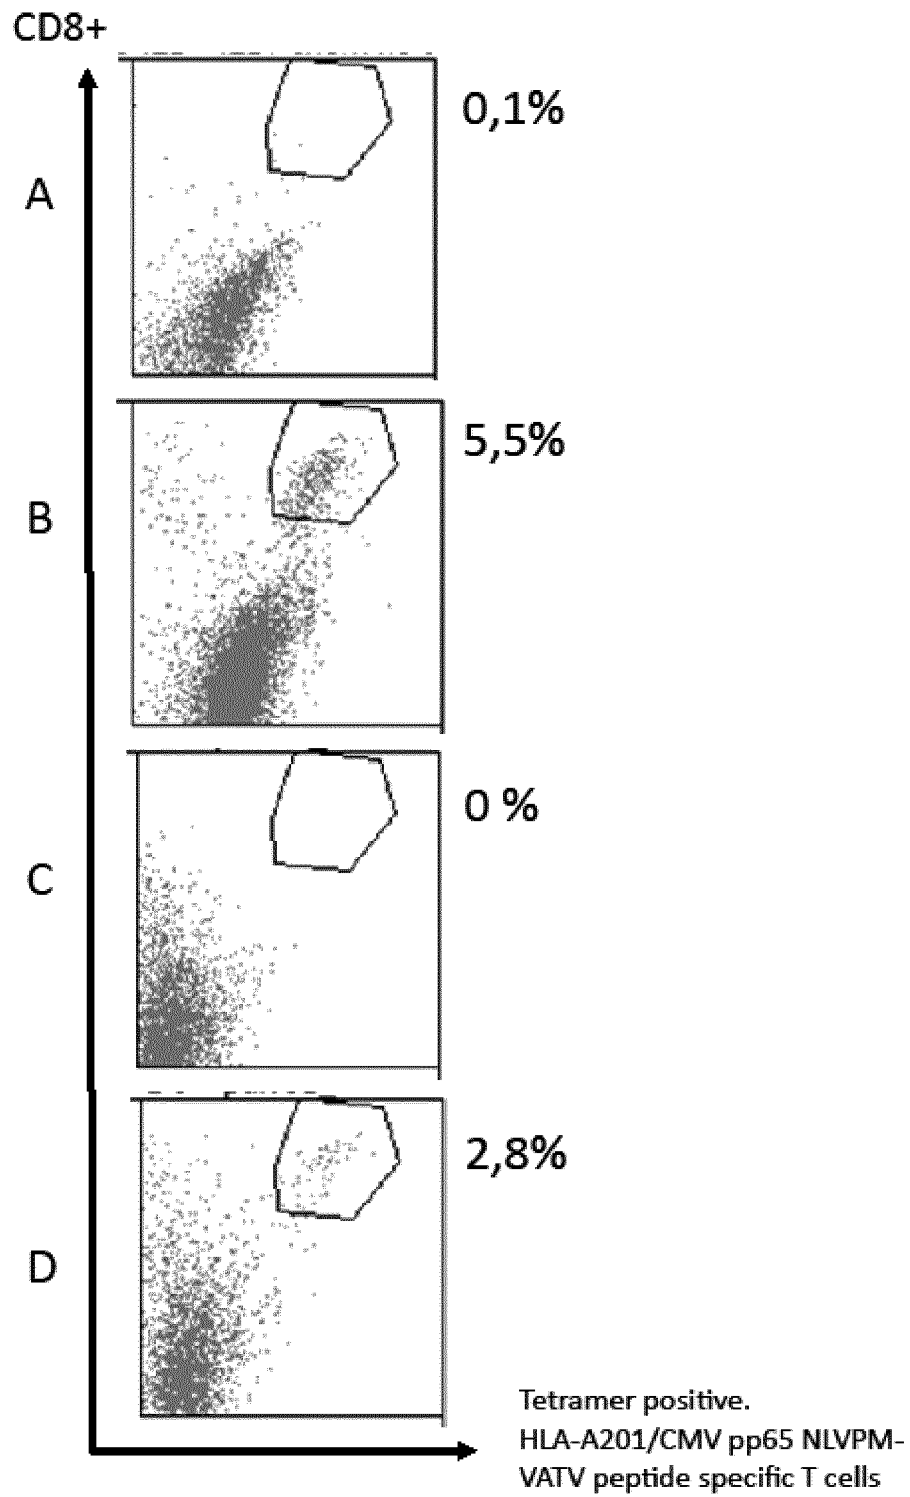 CD8+
0,1%
A
5,5%
B
0 %
C
2,8%
D
Tetramer positive.
HLA-A201/CMV pp65 NLVPM-
VATV peptide specific T cells